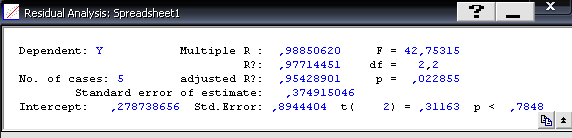 Residual Analysis: Spreadsheet1
Dependent: Y Multiple R : ,98850620 F = 42,75315
R?: ,97714451 df = 2,2
No. of cases: 5 adjusted R?: ,95428901 p = ,022855
Standard error of estimate: ,374915046
Intercept: ,278738656 Std.Error: ,8944404 t( 2) = ,31163 p < ,7848